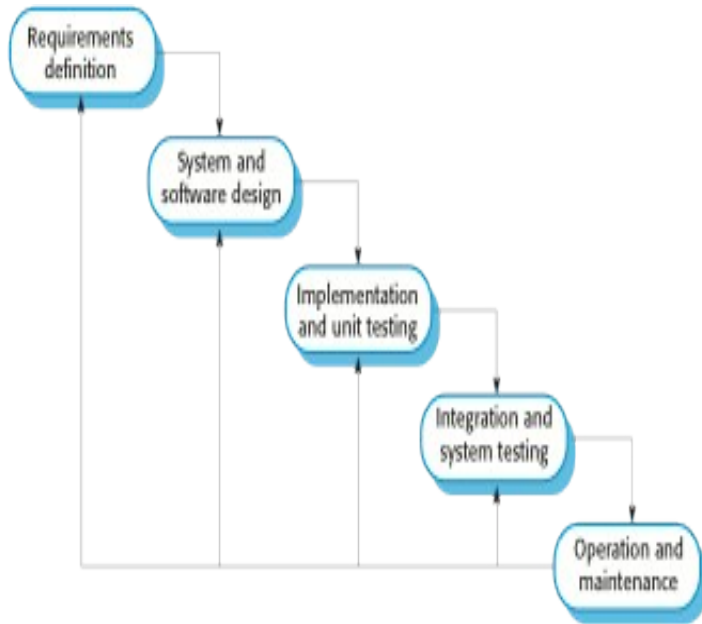 Requirements
definition
System and
software design
Implementation
and unit testing
Integration and
system testing
Operation and
maintenance